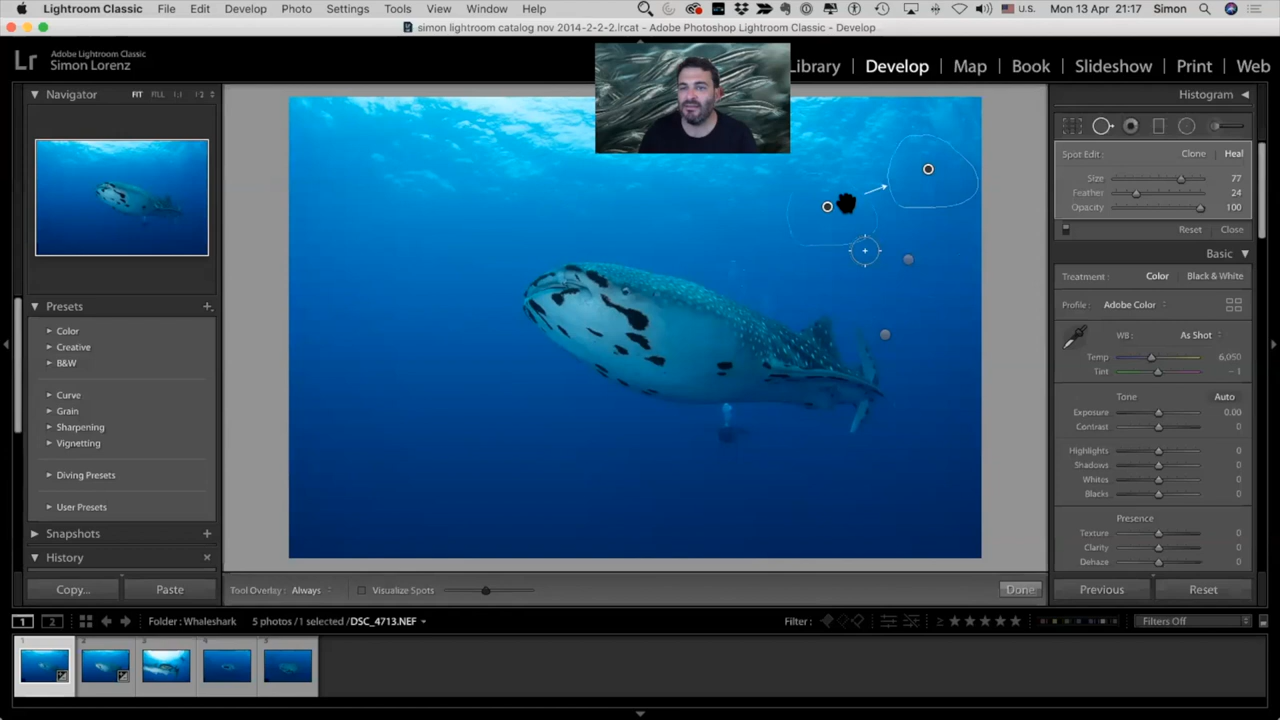 Lightroom Classic File Edit Develop Photo Settings Tools View Window Help U.S. Mon 13 Apr 21:17 Simon
simon lightroom catalog nov 2014-2-2-2.lrcat - Adobe Photoshop Lightroom Classic - Develop
Lr Adobe Lightroom Classic
Simon Lorenz
Library | Develop | Map | Book | Slideshow | Print | Web
Navigator FIT FILL 1:1
Histogram
Spot Edit: Clone Heal
Size 77
Feather 24
Opacity 100
Reset Close
Basic
Treatment: Color Black & White
Profile: Adobe Color
WB: As Shot
Temp 6,050
Tint – 1
Tone Auto
Exposure 0.00
Contrast 0
Highlights 0
Shadows 0
Whites 0
Blacks 0
Presence
Texture 0
Clarity 0
Dehaze 0
Presets +
Color
Creative
B&W
Curve
Grain
Sharpening
Vignetting
Diving Presets
User Presets
Snapshots +
History ×
Copy... Paste
Tool Overlay: Always Visualize Spots Done
Previous Reset
1 2 Folder: Whaleshark 5 photos/1 selected /DSC_4713.NEF Filter: Filters Off
1 2 3 4 5